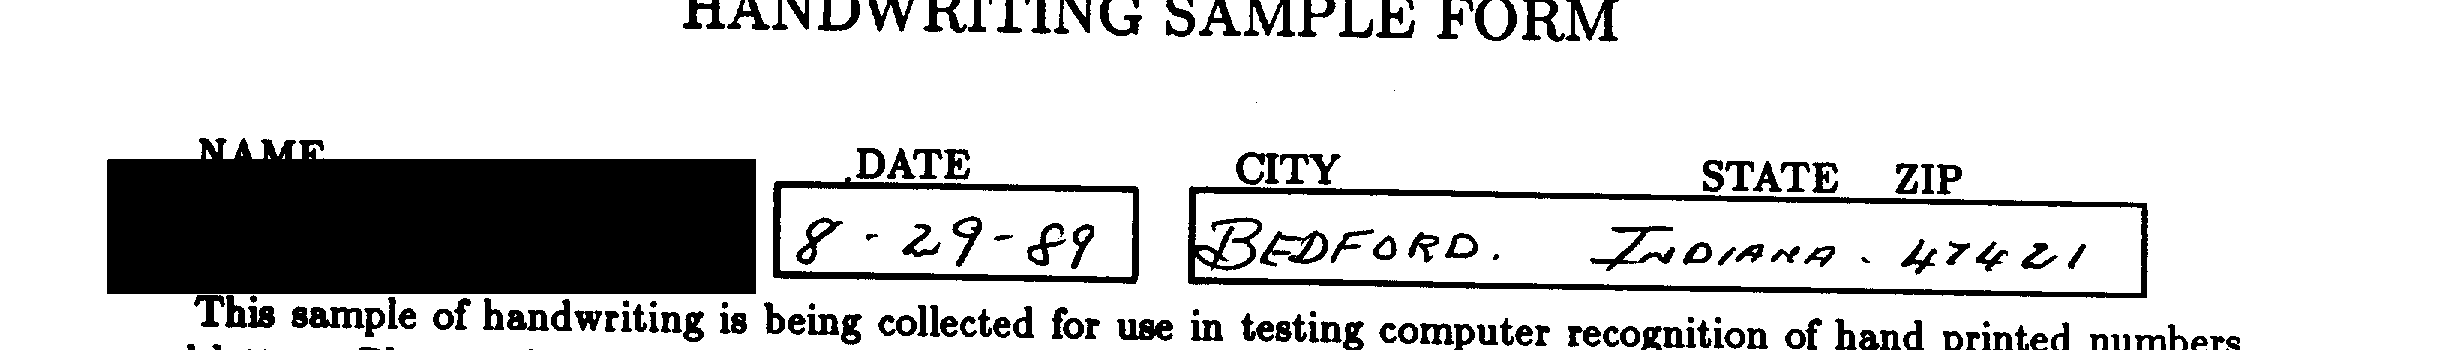 HANDWRITING SAMPLE FORM
NAME DATE CITY STATE ZIP
8 - 29 - 89 BEDFORD. INDIANA. 47421
This sample of handwriting is being collected for use in testing computer recognition of hand printed numbers